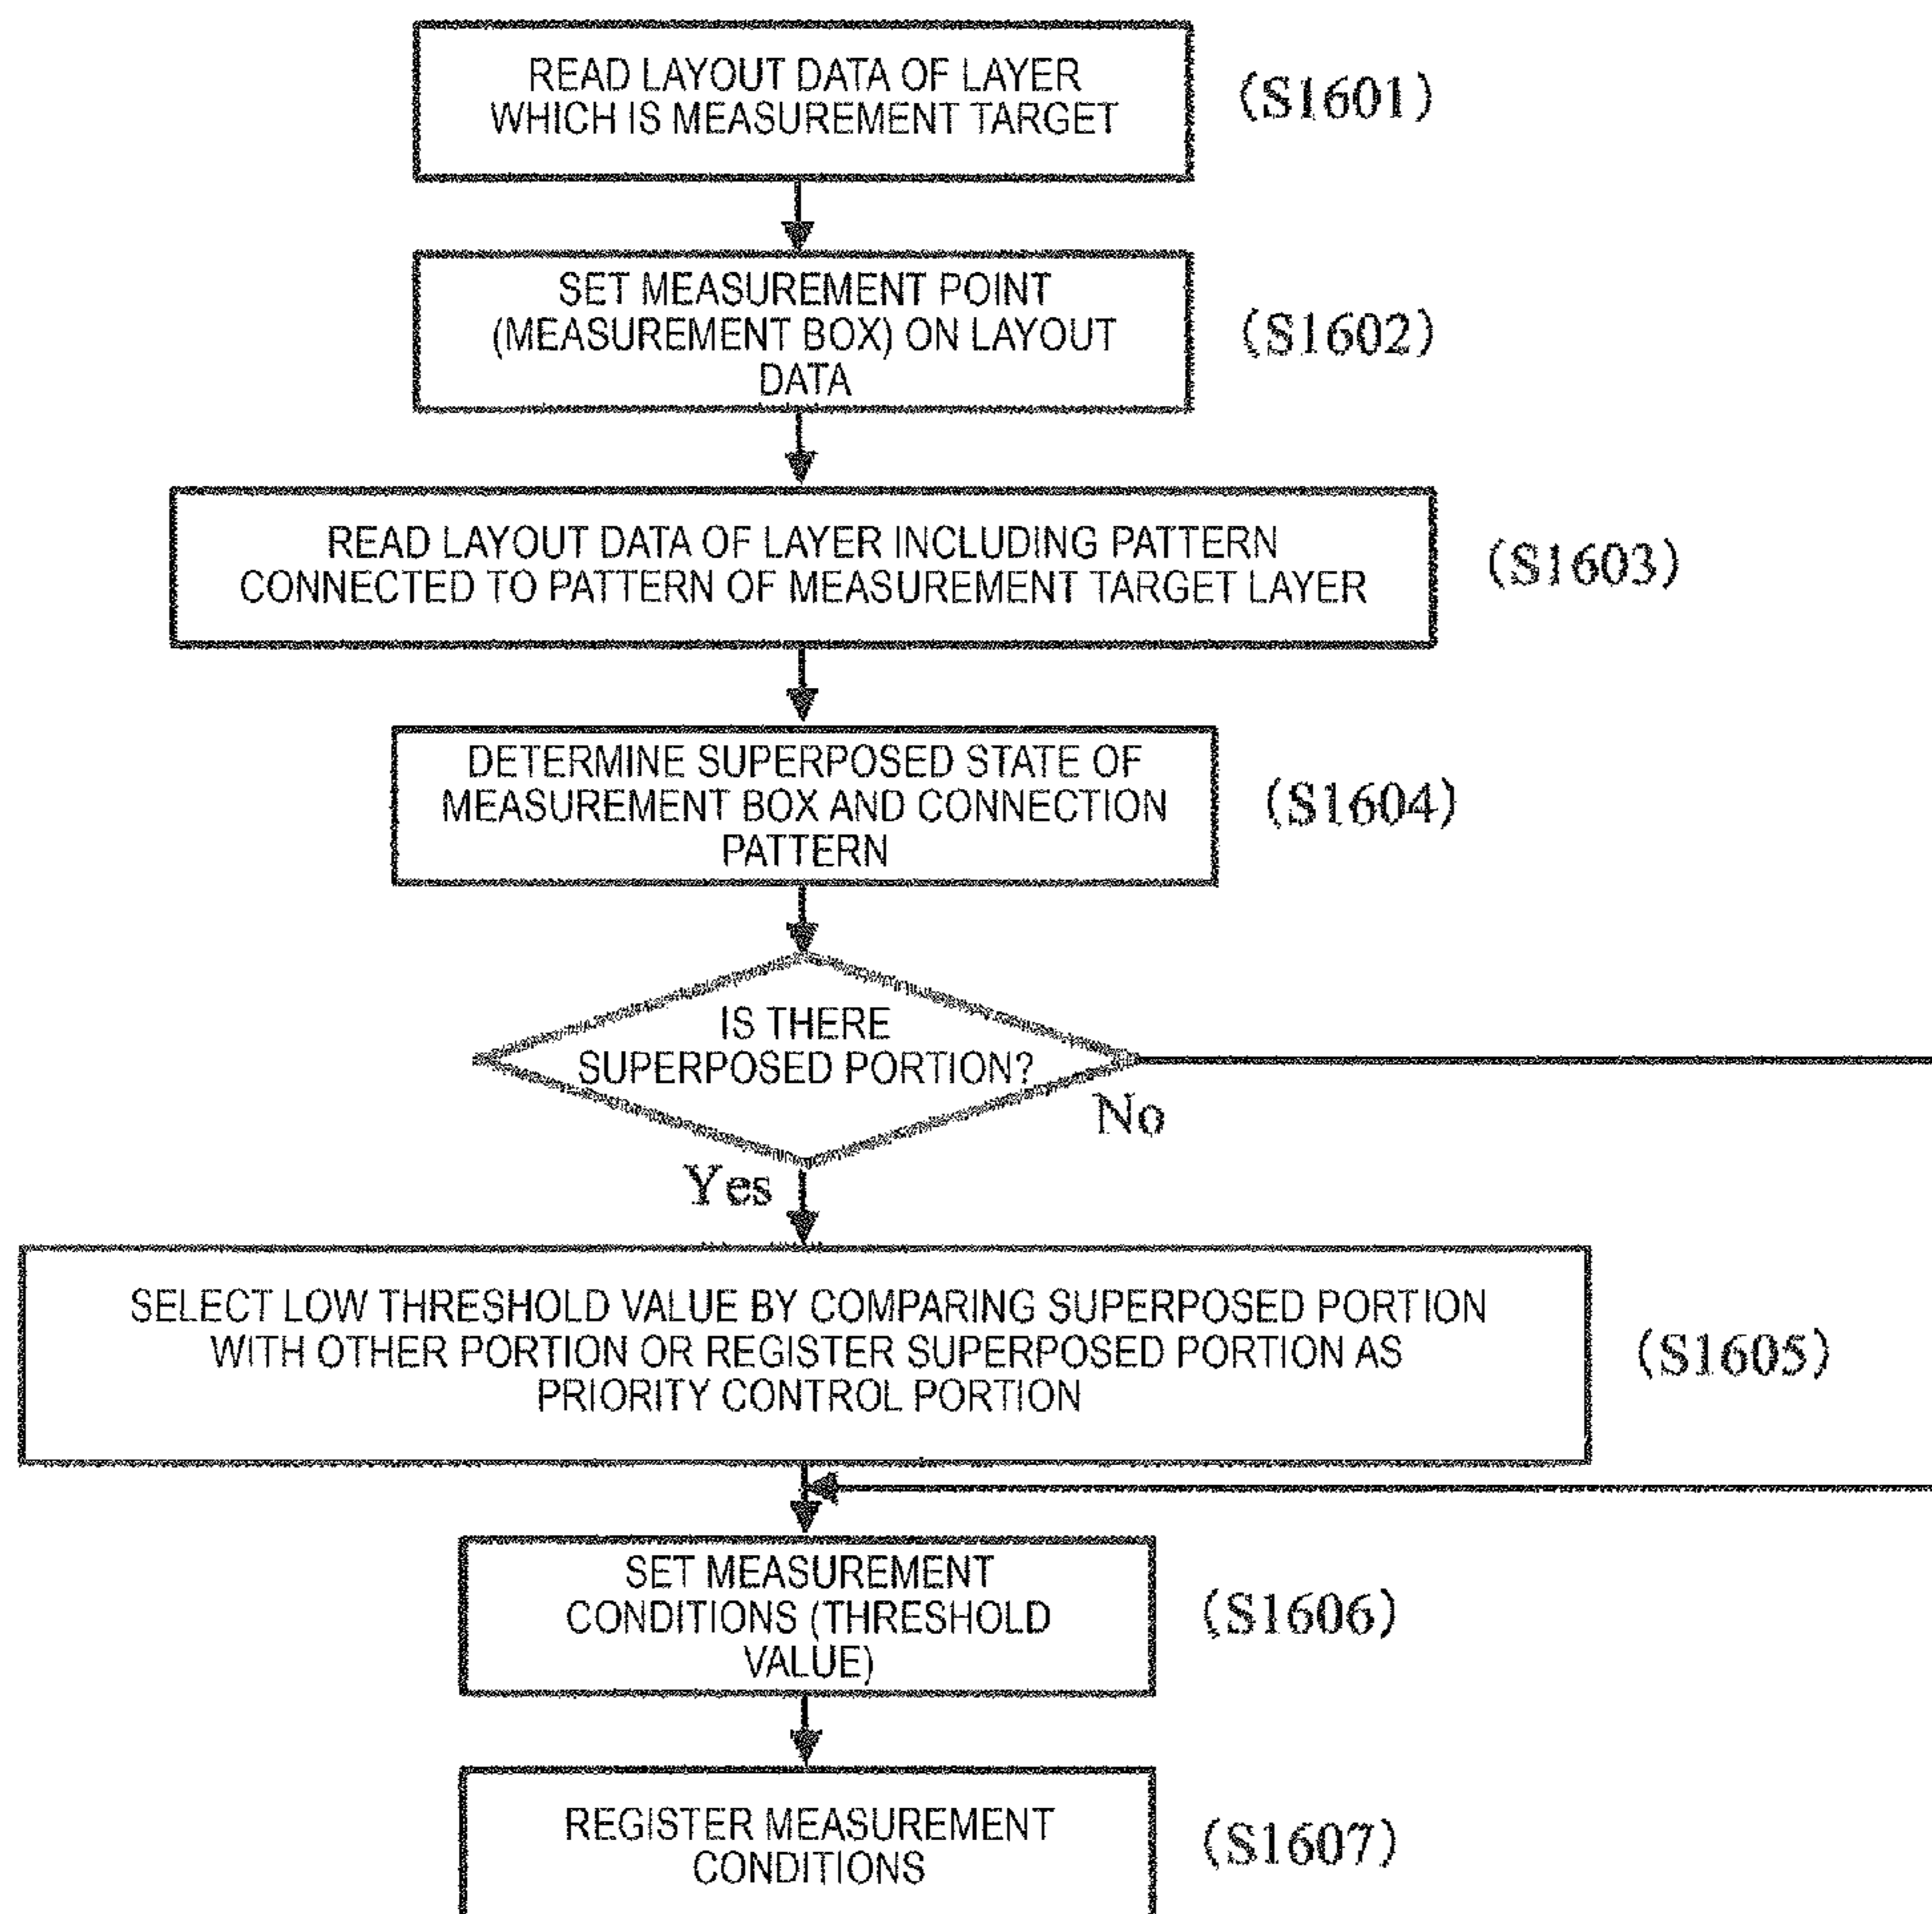 READ LAYOUT DATA OF LAYER
WHICH IS MEASUREMENT TARGET
(S1601)
SET MEASUREMENT POINT
(MEASUREMENT BOX) ON LAYOUT
DATA
(S1602)
READ LAYOUT DATA OF LAYER INCLUDING PATTERN
CONNECTED TO PATTERN OF MEASUREMENT TARGET LAYER
(S1603)
DETERMINE SUPERPOSED STATE OF
MEASUREMENT BOX AND CONNECTION
PATTERN
(S1604)
IS THERE
SUPERPOSED PORTION?
No
Yes
SELECT LOW THRESHOLD VALUE BY COMPARING SUPERPOSED PORTION
WITH OTHER PORTION OR REGISTER SUPERPOSED PORTION AS
PRIORITY CONTROL PORTION
(S1605)
SET MEASUREMENT
CONDITIONS (THRESHOLD
VALUE)
(S1606)
REGISTER MEASUREMENT
CONDITIONS
(S1607)